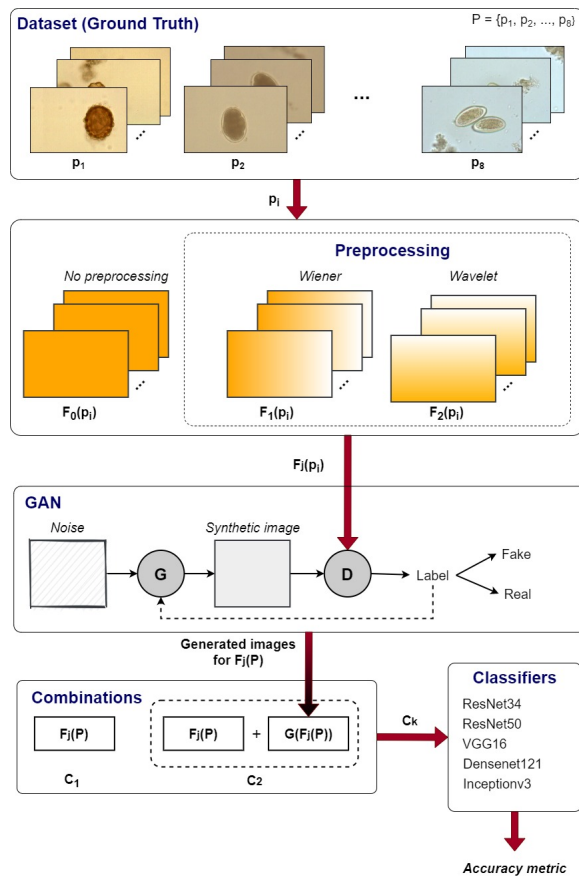 Dataset (Ground Truth)
P = {p₁, p₂, ..., p₈}
...
...
...
...
p₁
p₂
p₈
pᵢ
Preprocessing
No preprocessing
Wiener
Wavelet
...
...
...
F₀(pᵢ)
F₁(pᵢ)
F₂(pᵢ)
Fⱼ(pᵢ)
GAN
Noise
Synthetic image
G
D
Label
Fake
Real
Generated images
for Fⱼ(P)
Combinations
Fⱼ(P)
Fⱼ(P)
+
G(Fⱼ(P))
C₁
C₂
Cₖ
Classifiers
ResNet34
ResNet50
VGG16
Densenet121
Inceptionv3
Accuracy metric